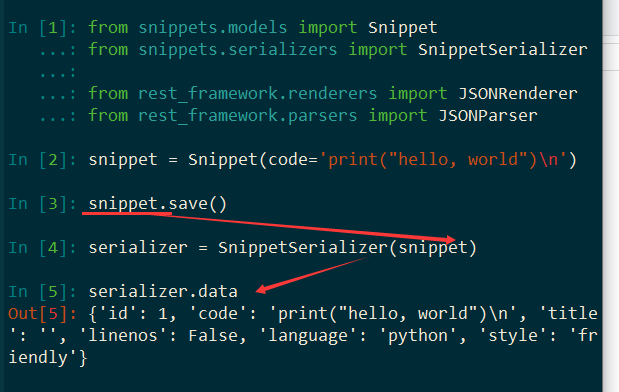 In [1]: from snippets.models import Snippet
   ...: from snippets.serializers import SnippetSerializer
   ...:
   ...: from rest_framework.renderers import JSONRenderer
   ...: from rest_framework.parsers import JSONParser
In [2]: snippet = Snippet(code='print("hello, world")\n')
In [3]: snippet.save()
In [4]: serializer = SnippetSerializer(snippet)
In [5]: serializer.data
Out[5]: {'id': 1, 'code': 'print("hello, world")\n', 'title
': '', 'linenos': False, 'language': 'python', 'style': 'fr
iendly'}